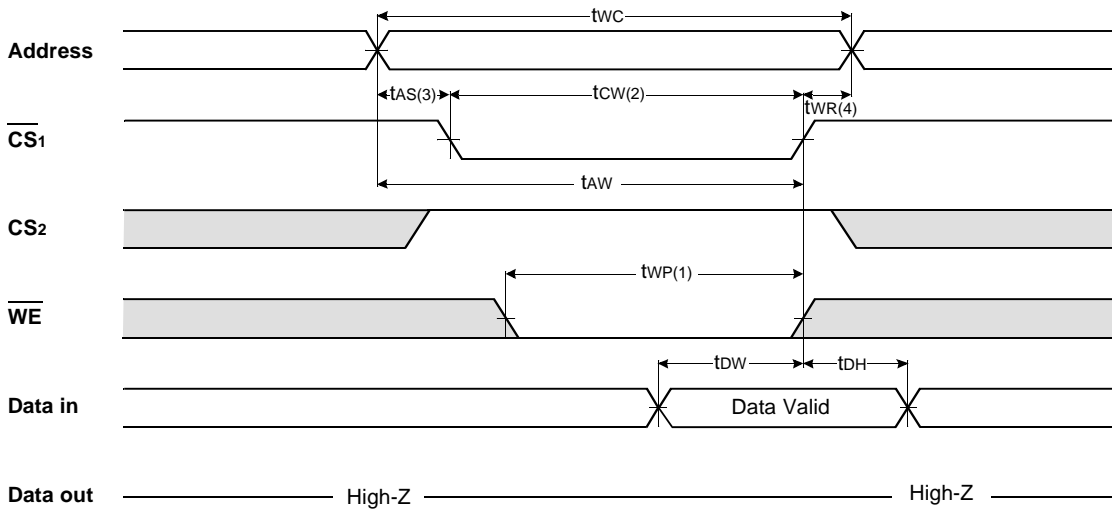 tWC
Address
tAS(3) tCW(2) tWR(4)
CS1
tAW
CS2
tWP(1)
WE
tDW tDH
Data in Data Valid
Data out High-Z High-Z